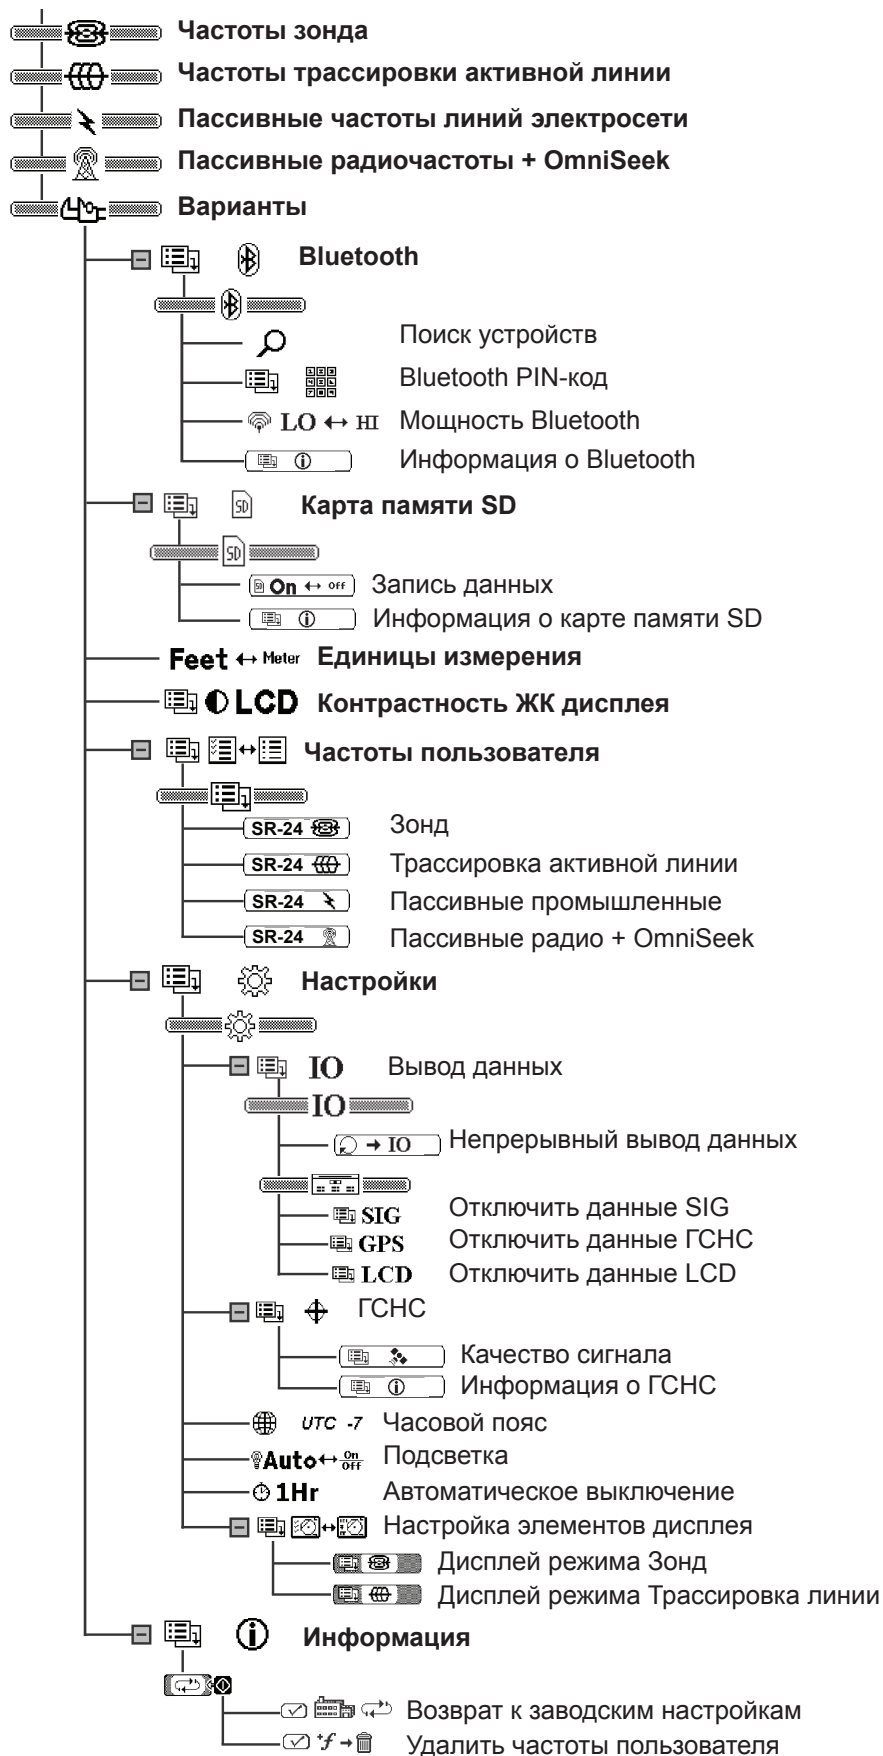 Частоты зонда
Частоты трассировки активной линии
Пассивные частоты линий электросети
Пассивные радиочастоты + OmniSeek
Варианты
Bluetooth
Поиск устройств
Bluetooth PIN-код
LO ↔ HI Мощность Bluetooth
Информация о Bluetooth
SD Карта памяти SD
SD
On ↔ Off Запись данных
Информация о карте памяти SD
Feet ↔ Meter Единицы измерения
LCD Контрастность ЖК дисплея
Частоты пользователя
SR-24 Зонд
SR-24 Трассировка активной линии
SR-24 Пассивные промышленные
SR-24 Пассивные радио + OmniSeek
Настройки
IO Вывод данных
IO
→ IO Непрерывный вывод данных
SIG Отключить данные SIG
GPS Отключить данные ГСНС
LCD Отключить данные LCD
ГСНС
Качество сигнала
Информация о ГСНС
UTC -7 Часовой пояс
Auto ↔ On Off Подсветка
1Hr Автоматическое выключение
Настройка элементов дисплея
Дисплей режима Зонд
Дисплей режима Трассировка линии
Информация
Возврат к заводским настройкам
+f → Удалить частоты пользователя